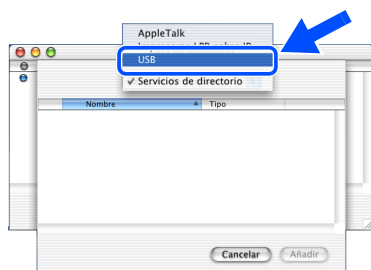 AppleTalk
USB
✓ Servicios de directorio
Nombre Tipo
Cancelar Añadir